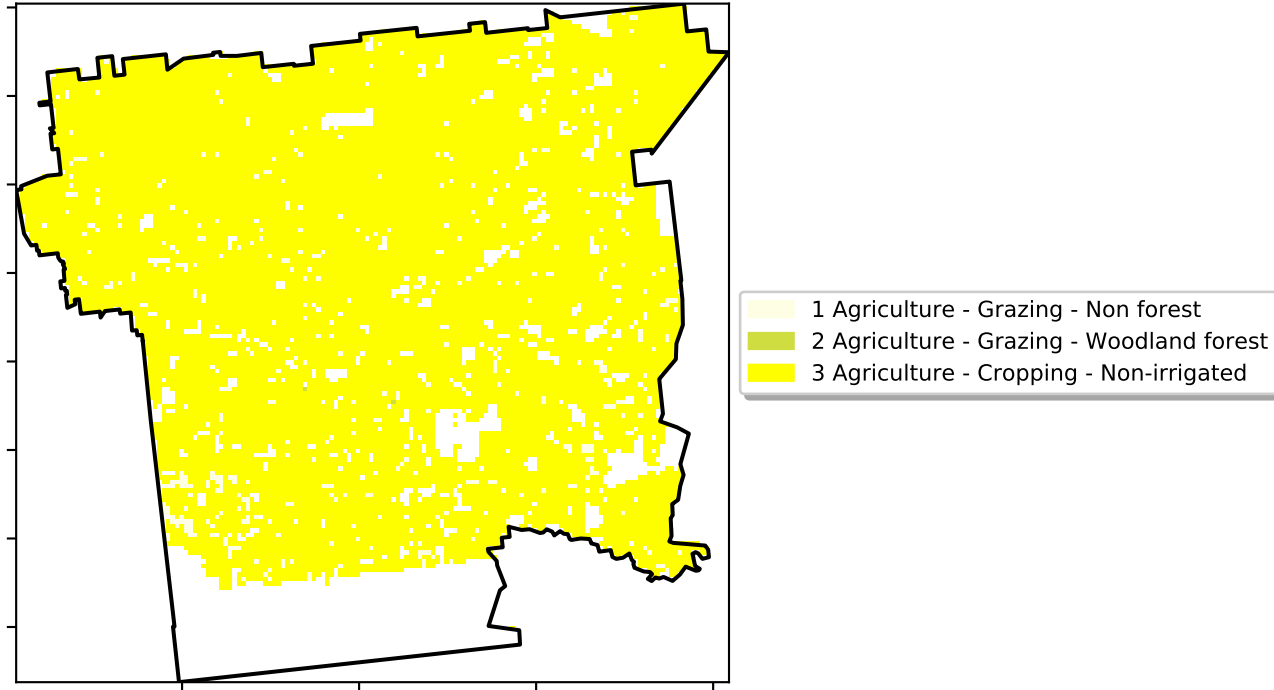 1 Agriculture - Grazing - Non forest
2 Agriculture - Grazing - Woodland forest
3 Agriculture - Cropping - Non-irrigated